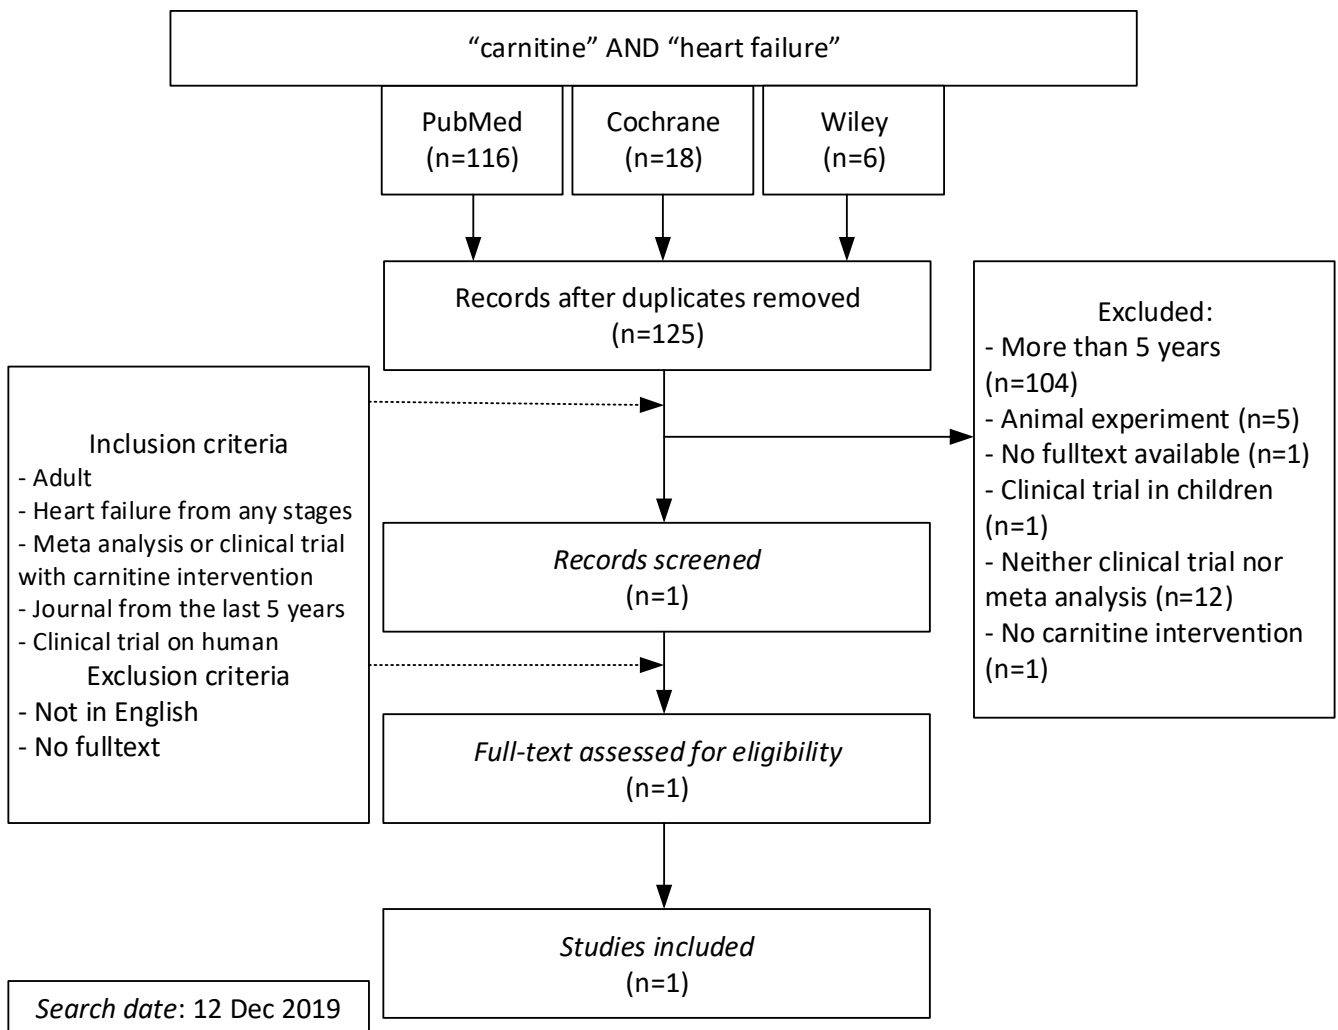 “carnitine” AND “heart failure”
PubMed
(n=116)
Cochrane
(n=18)
Wiley
(n=6)
Records after duplicates removed
(n=125)
Excluded:
- More than 5 years
(n=104)
- Animal experiment (n=5)
- No fulltext available (n=1)
- Clinical trial in children
(n=1)
- Neither clinical trial nor
meta analysis (n=12)
- No carnitine intervention
(n=1)
Inclusion criteria
- Adult
- Heart failure from any stages
- Meta analysis or clinical trial
with carnitine intervention
- Journal from the last 5 years
- Clinical trial on human
Exclusion criteria
- Not in English
- No fulltext
Records screened
(n=1)
Full-text assessed for eligibility
(n=1)
Studies included
(n=1)
Search date: 12 Dec 2019